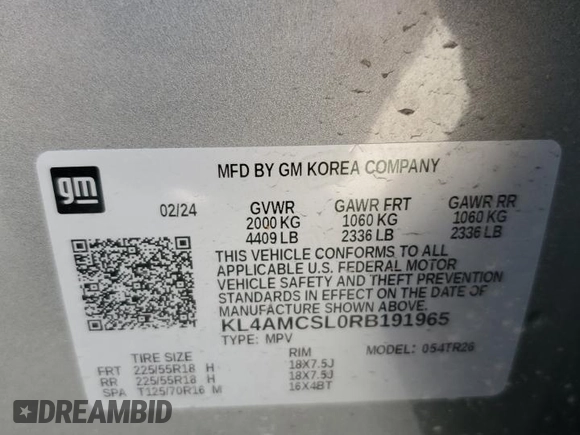 gm
MFD BY GM KOREA COMPANY
02/24
GVWR GAWR FRT GAWR RR
2000 KG 1060 KG 1060 KG
4409 LB 2336 LB 2336 LB
THIS VEHICLE CONFORMS TO ALL
APPLICABLE U.S. FEDERAL MOTOR
VEHICLE SAFETY AND THEFT PREVENTION
STANDARDS IN EFFECT ON THE DATE OF
MANUFACTURE SHOWN ABOVE.
KL4AMCSL0RB191965
TYPE: MPV MODEL: 054TR26
TIRE SIZE RIM
FRT 225/55R18 H 18X7.5J
RR 225/55R18 H 18X7.5J
SPA T125/70R16 M 16X4BT
DREAMBID